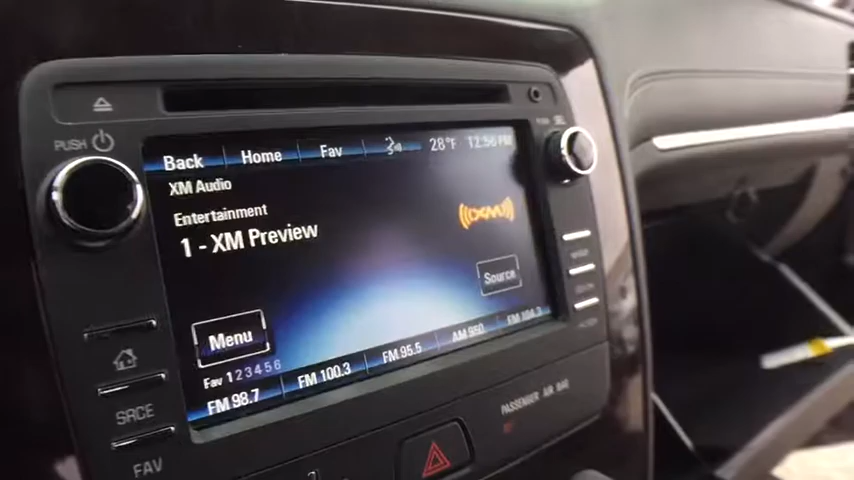 PUSH
Back Home Fav 28°F 12:56 PM
XM Audio
Entertainment
1 - XM Preview
((XM))
Source
Menu
Fav 1 2 3 4 5 6
FM 98.7 FM 100.3 FM 95.5 AM 950 FM 104.3
SRCE
FAV
PASSENGER AIR BAG
SEL